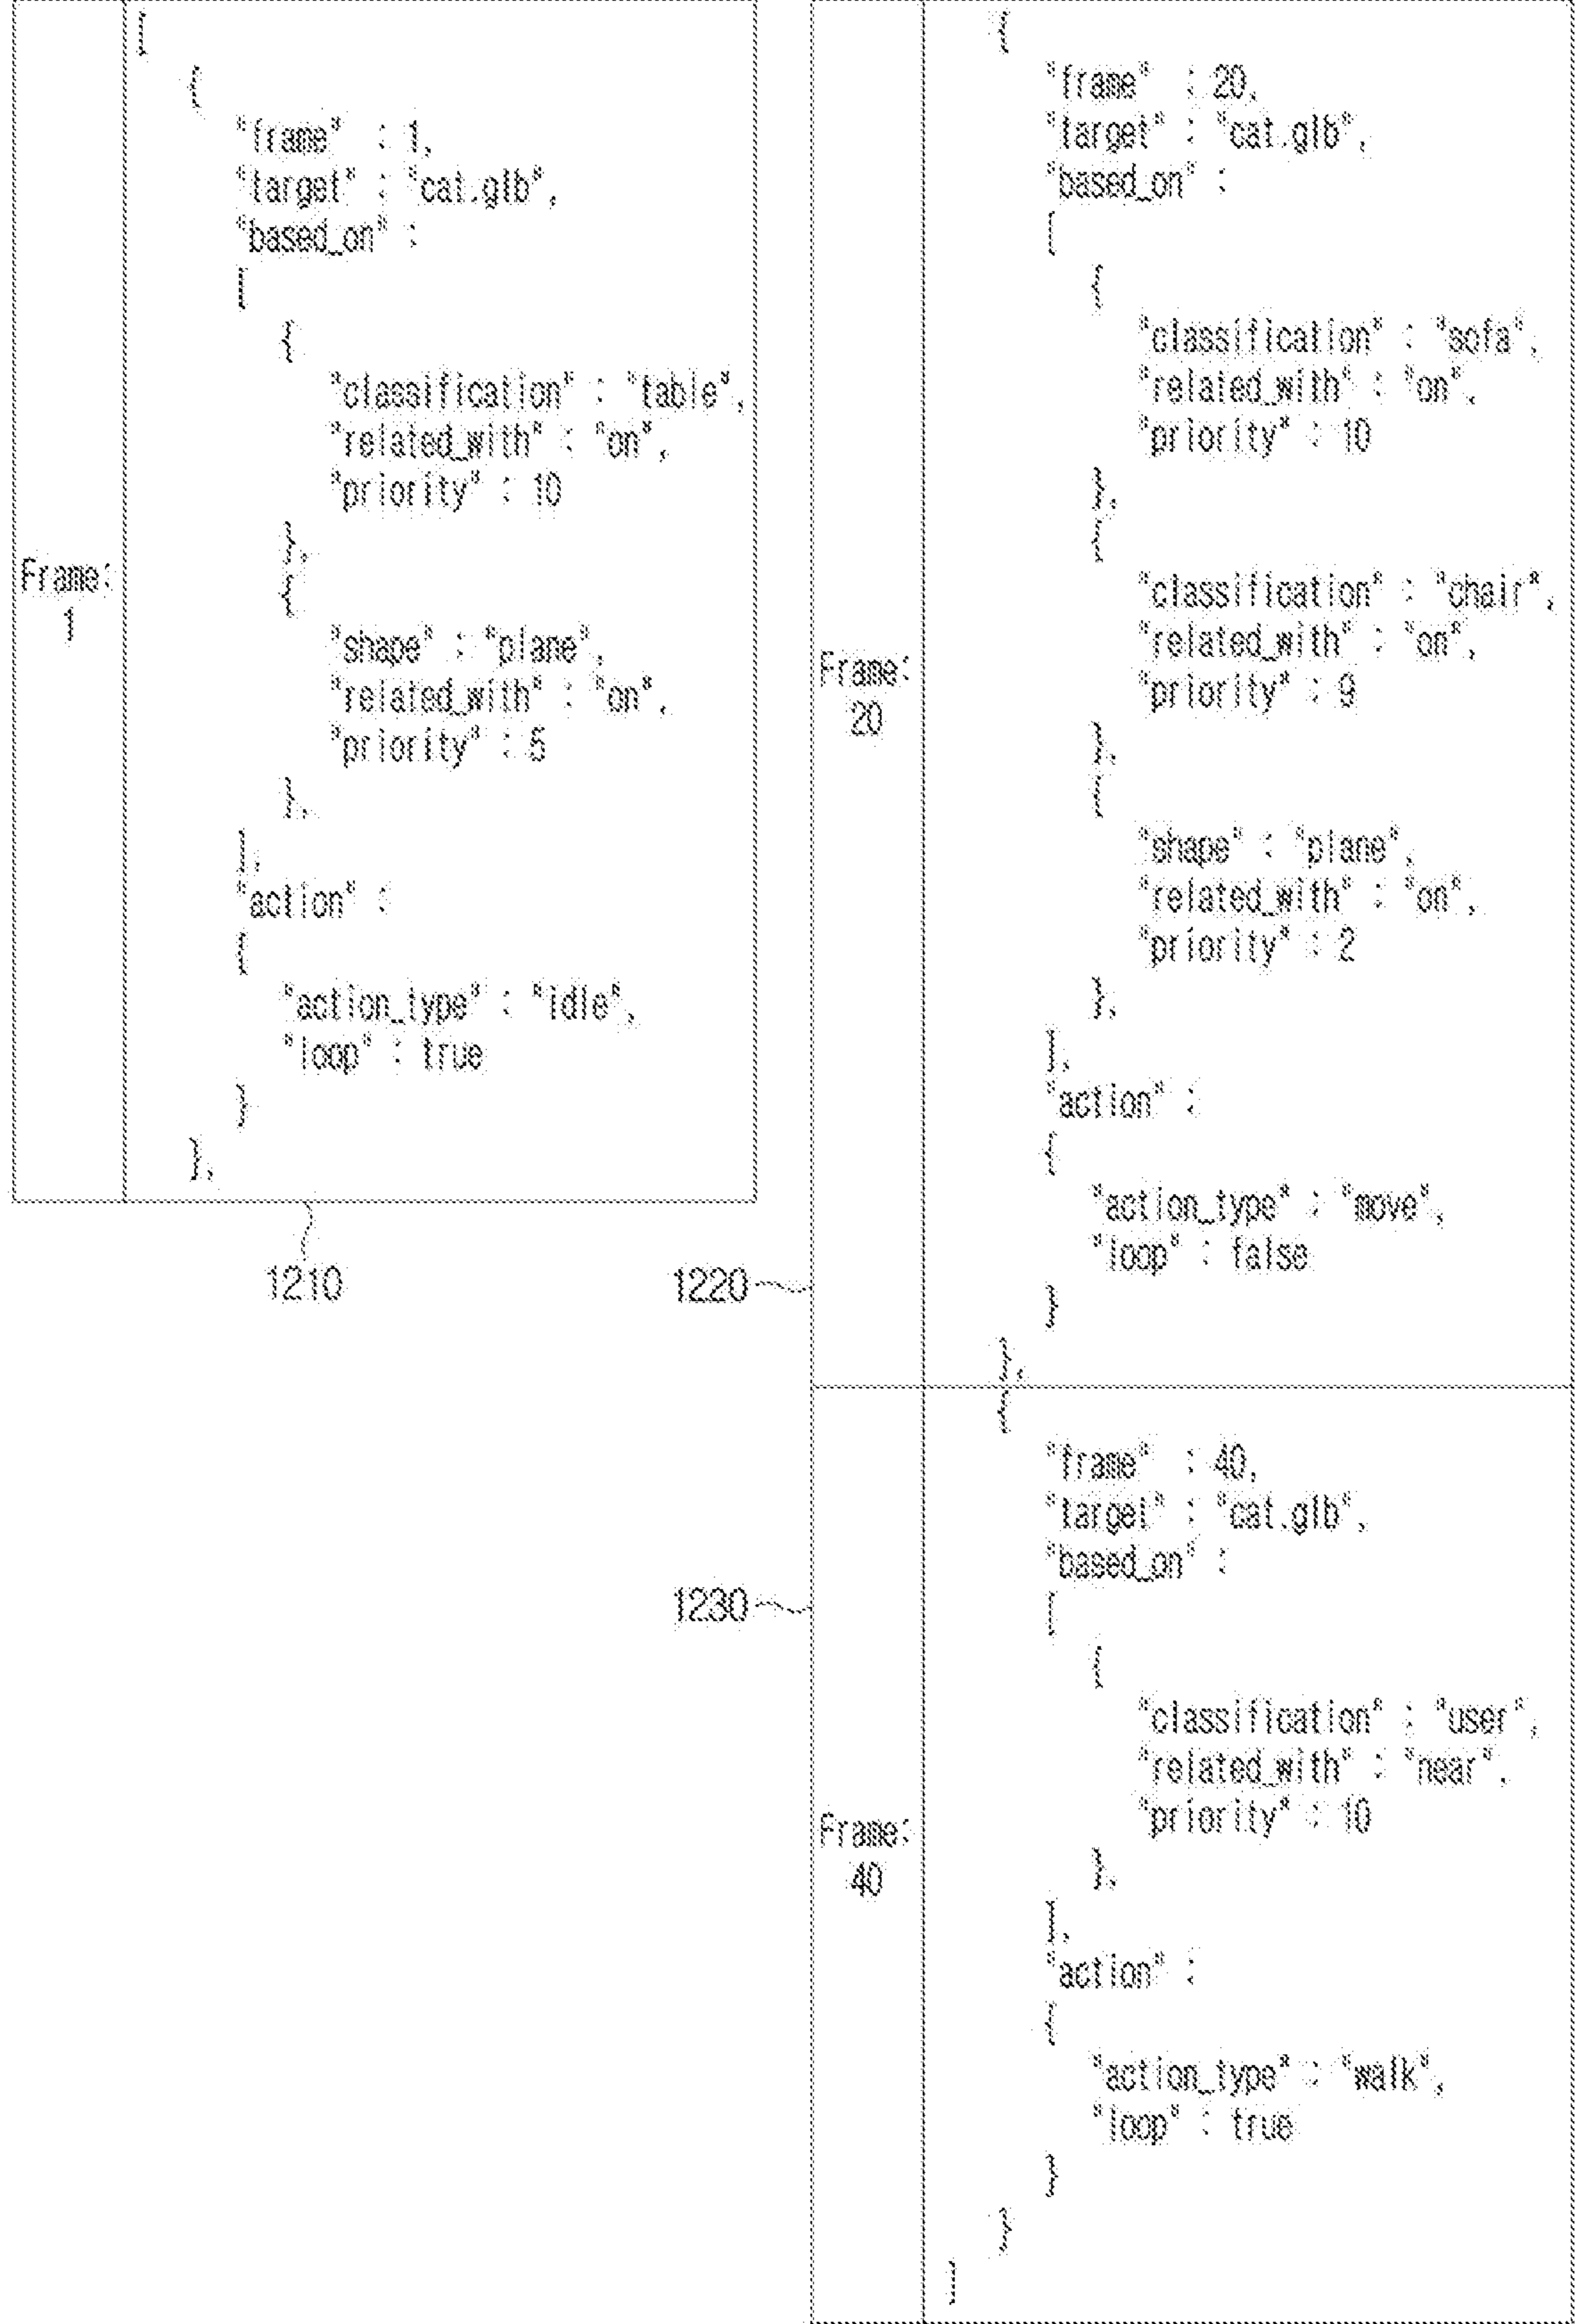 Frame:
1
[
{
"frame" : 1,
"target" : "cat.glb",
"based_on" :
[
{
"classification" : "table",
"related_with" : "on",
"priority" : 10
},
{
"shape" : "plane",
"related_with" : "on",
"priority" : 5
},
],
"action" :
{
"action_type" : "idle",
"loop" : true
}
},
1210
1220
Frame:
20
{
"frame" : 20,
"target" : "cat.glb",
"based_on" :
[
{
"classification" : "sofa",
"related_with" : "on",
"priority" : 10
},
{
"classification" : "chair",
"related_with" : "on",
"priority" : 9
},
{
"shape" : "plane",
"related_with" : "on",
"priority" : 2
},
],
"action" :
{
"action_type" : "move",
"loop" : false
}
},
1230
Frame:
40
{
"frame" : 40,
"target" : "cat.glb",
"based_on" :
[
{
"classification" : "user",
"related_with" : "near",
"priority" : 10
},
],
"action" :
{
"action_type" : "walk",
"loop" : true
}
}
]